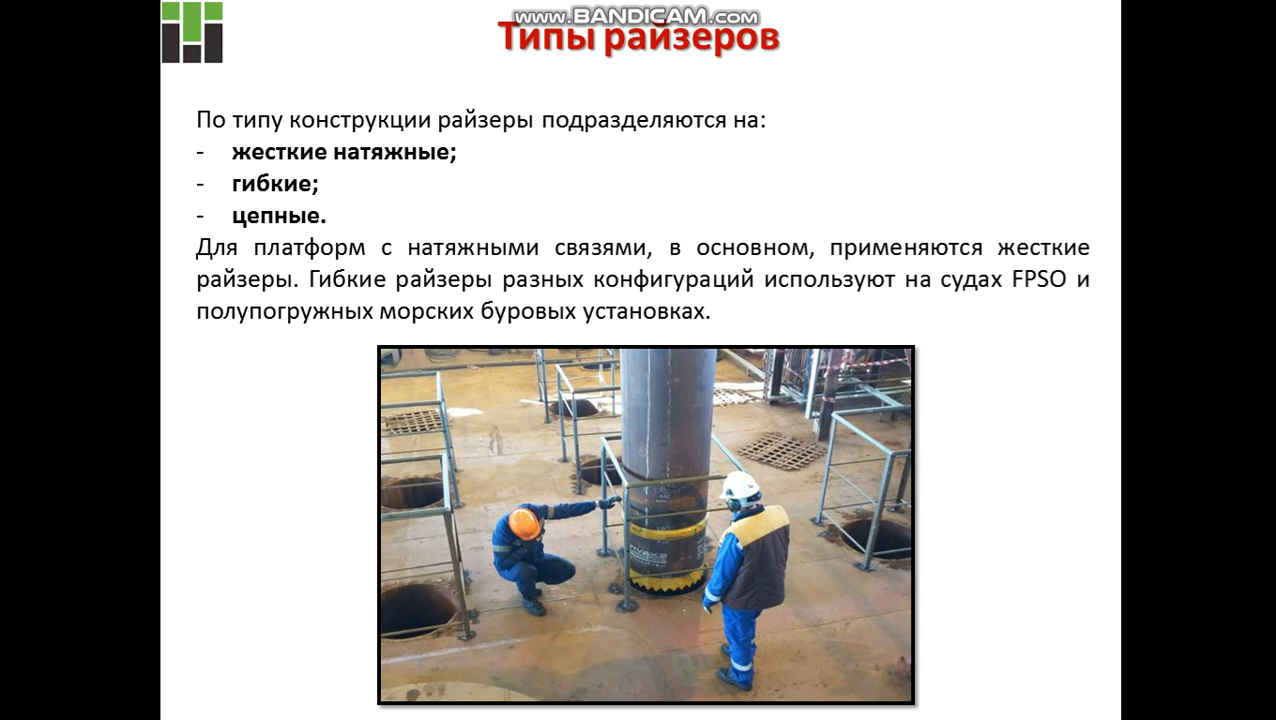 www.BANDICAM.com
Типы райзеров
По типу конструкции райзеры подразделяются на:
- жесткие натяжные;
- гибкие;
- цепные.
Для платформ с натяжными связями, в основном, применяются жесткие
райзеры. Гибкие райзеры разных конфигураций используют на судах FPSO и
полупогружных морских буровых установках.